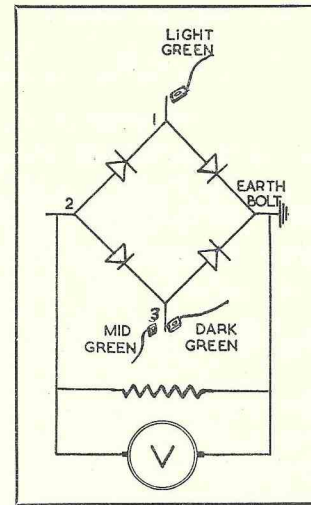 LIGHT
GREEN
1
2
EARTH
BOLT
3
MID
GREEN
DARK
GREEN
V